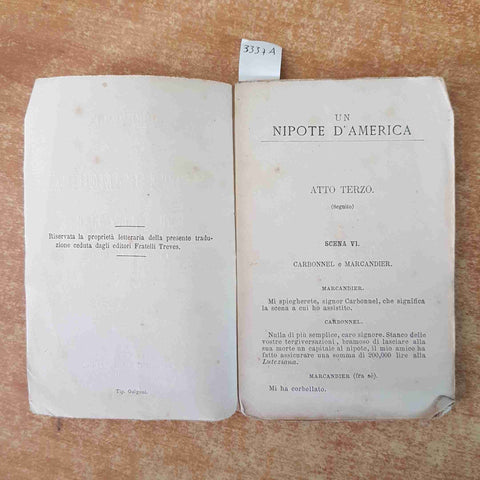 3337A
Riservata la proprietà letteraria della presente tradu-
zione ceduta dagli editori Fratelli Treves.
Tip. Guigoni.
UN
NIPOTE D'AMERICA
ATTO TERZO.
(Seguito)
SCENA VI.
CARBONNEL e MARCANDIER.
MARCANDIER.
Mi spiegherete, signor Carbonnel, che significa
la scena a cui ho assistito.
CARBONNEL.
Nulla di più semplice, caro signore. Stanco delle
vostre tergiversazioni, bramoso di lasciare alla
sua morte un capitale al nipote, il mio amico ha
fatto assicurare una somma di 200,000 lire alla
Luteziana.
MARCANDIER (fra sè).
Mi ha corbellato.